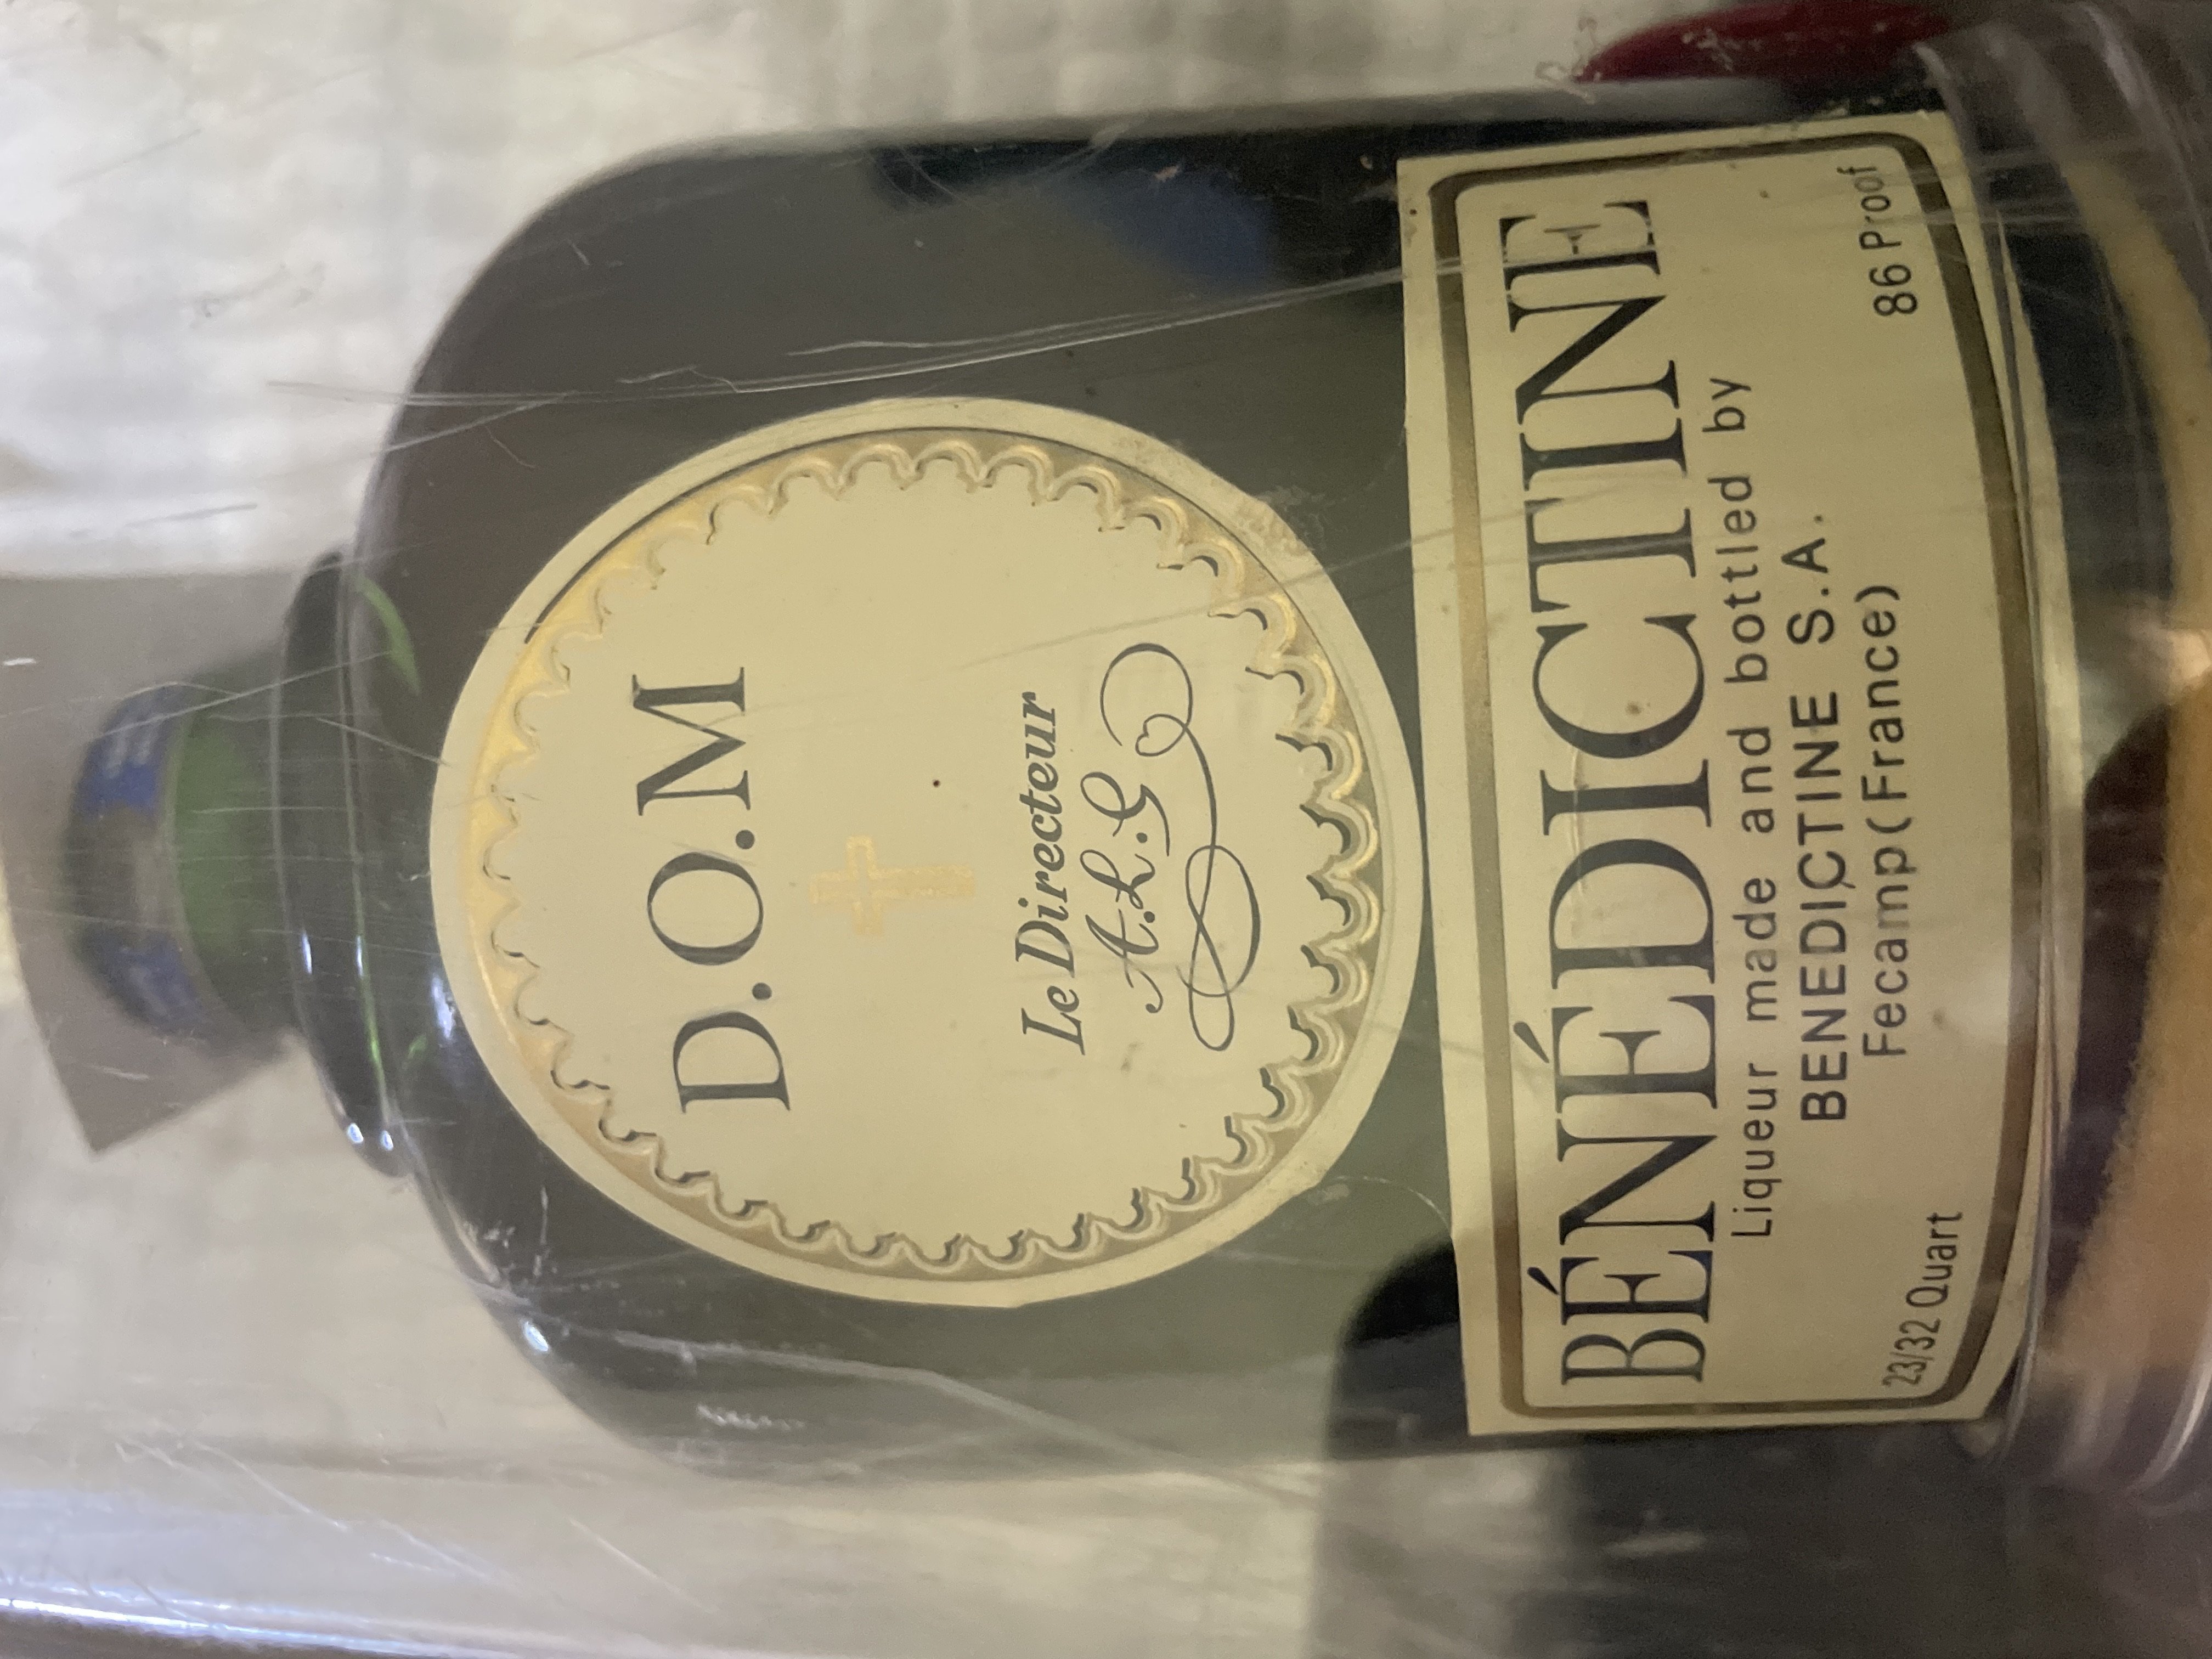 D.O.M
Le Directeur
A.L.G
BÉNÉDICTINE
Liqueur made and bottled by
BENEDICTINE S.A.
Fecamp(France)
23/32 Quart
86 Proof